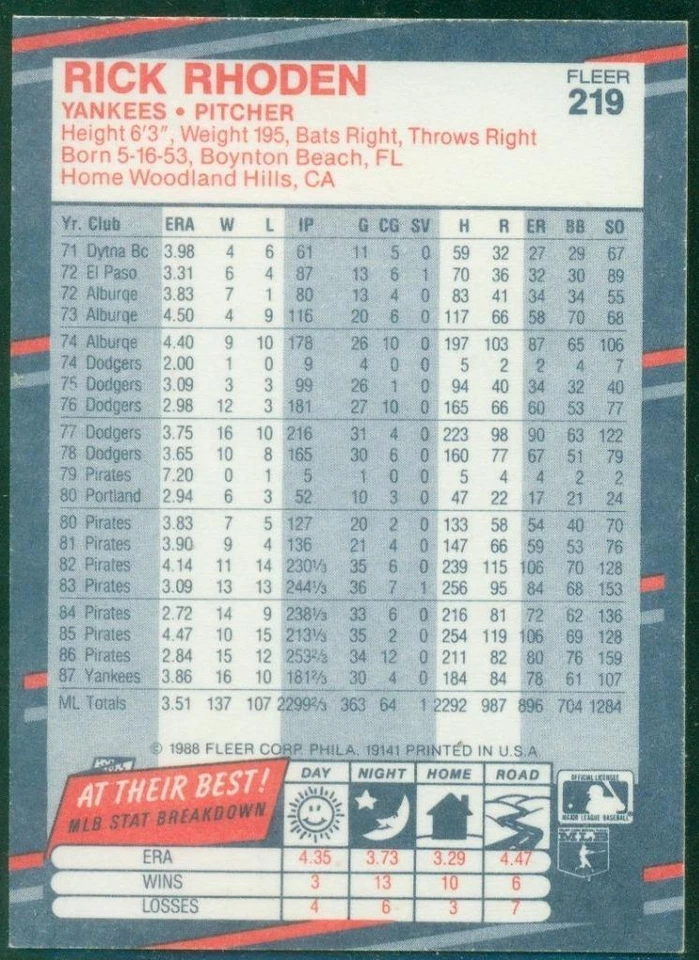 RICK RHODEN
FLEER
219
YANKEES • PITCHER
Height 6'3", Weight 195, Bats Right, Throws Right
Born 5-16-53, Boynton Beach, FL
Home Woodland Hills, CA
Yr. Club ERA W L IP G CG SV H R ER BB SO
71 Dytna Bc 3.98 4 6 61 11 5 0 59 32 27 29 67
72 El Paso 3.31 6 4 87 13 6 1 70 36 32 30 89
72 Alburqe 3.83 7 1 80 13 4 0 83 41 34 34 55
73 Alburqe 4.50 4 9 116 20 6 0 117 66 58 70 68
74 Alburqe 4.40 9 10 178 26 10 0 197 103 87 65 106
74 Dodgers 2.00 1 0 9 4 0 0 5 2 2 4 7
75 Dodgers 3.09 3 3 99 26 1 0 94 40 34 32 40
76 Dodgers 2.98 12 3 181 27 10 0 165 66 60 53 77
77 Dodgers 3.75 16 10 216 31 4 0 223 98 90 63 122
78 Dodgers 3.65 10 8 165 30 6 0 160 77 67 51 79
79 Pirates 7.20 0 1 5 1 0 0 5 4 4 2 2
80 Portland 2.94 6 3 52 10 3 0 47 22 17 21 24
80 Pirates 3.83 7 5 127 20 2 0 133 58 54 40 70
81 Pirates 3.90 9 4 136 21 4 0 147 66 59 53 76
82 Pirates 4.14 11 14 230⅓ 35 6 0 239 115 106 70 128
83 Pirates 3.09 13 13 244⅓ 36 7 1 256 95 84 68 153
84 Pirates 2.72 14 9 238⅓ 33 6 0 216 81 72 62 136
85 Pirates 4.47 10 15 213⅓ 35 2 0 254 119 106 69 128
86 Pirates 2.84 15 12 253⅔ 34 12 0 211 82 80 76 159
87 Yankees 3.86 16 10 181⅔ 30 4 0 184 84 78 61 107
ML Totals 3.51 137 107 2299⅔ 363 64 1 2292 987 896 704 1284
© 1988 FLEER CORP. PHILA. 19141 PRINTED IN U.S.A.
AT THEIR BEST!
MLB STAT BREAKDOWN
DAY NIGHT HOME ROAD
OFFICIAL LICENSEE
MAJOR LEAGUE BASEBALL
MLB
ERA 4.35 3.73 3.29 4.47
WINS 3 13 10 6
LOSSES 4 6 3 7